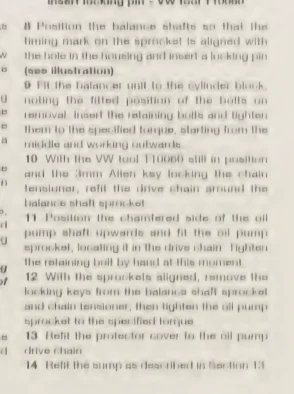 insert locking pin - VW tool T10060
8 Position the balance shafts so that the
timing mark on the sprocket is aligned with
the hole in the housing and insert a locking pin
(see illustration)
9 Fit the balancer unit to the cylinder block,
noting the fitted position of the bolts on
removal. Insert the retaining bolts and tighten
them to the specified torque, starting from the
middle and working outwards.
10 With the VW tool T10060 still in position
and the 3mm Allen key locking the chain
tensioner, refit the drive chain around the
balance shaft sprocket
11 Position the chamfered side of the oil
pump shaft upwards and fit the oil pump
sprocket, locating it in the drive chain. Tighten
the retaining bolt by hand at this moment.
12 With the sprockets aligned, remove the
locking keys from the balance shaft sprocket
and chain tensioner, then tighten the oil pump
sprocket to the specified torque
13 Refit the protector cover to the oil pump
drive chain
14 Refit the sump as described in Section 13